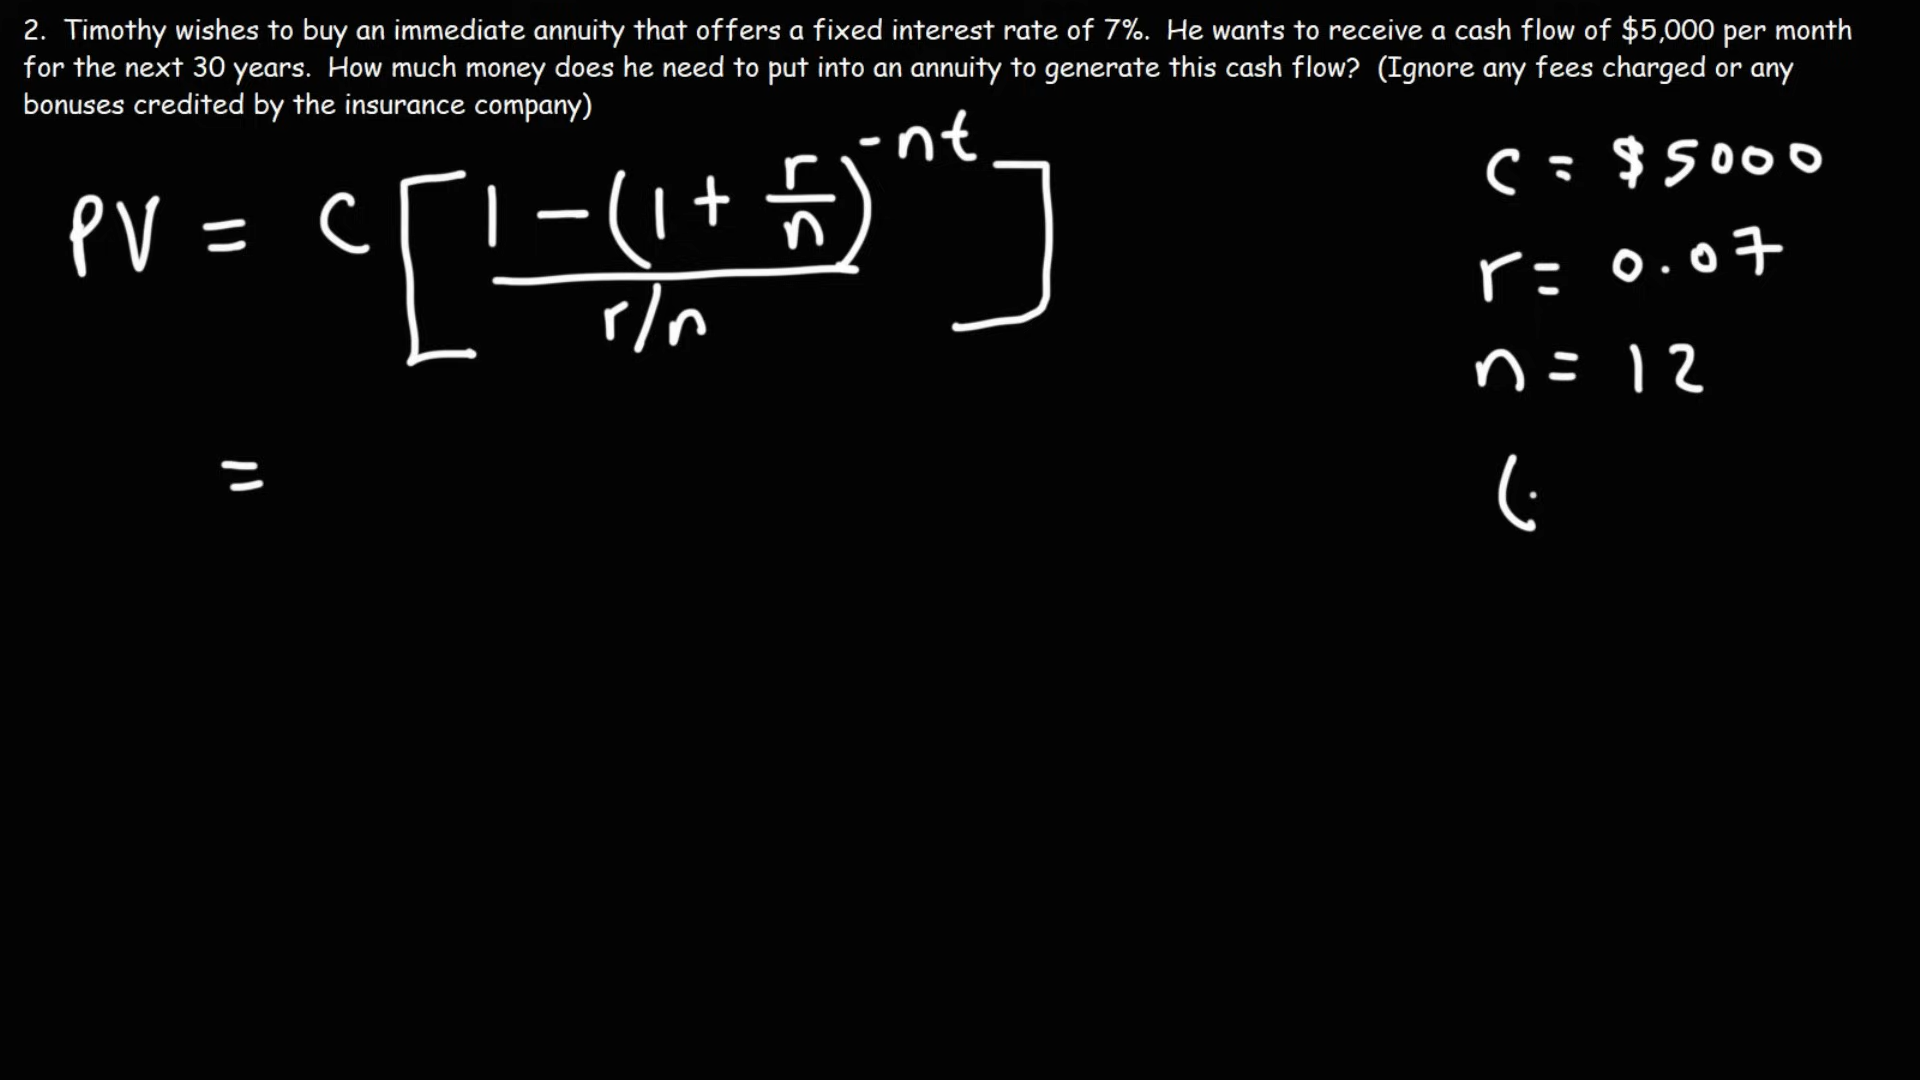 2. Timothy wishes to buy an immediate annuity that offers a fixed interest rate of 7%. He wants to receive a cash flow of $5,000 per month
for the next 30 years. How much money does he need to put into an annuity to generate this cash flow? (Ignore any fees charged or any
bonuses credited by the insurance company)
PV = C[ (1 - (1 + r/n)^-nt) / (r/n) ]
=
C = $5000
r = 0.07
n = 12
(